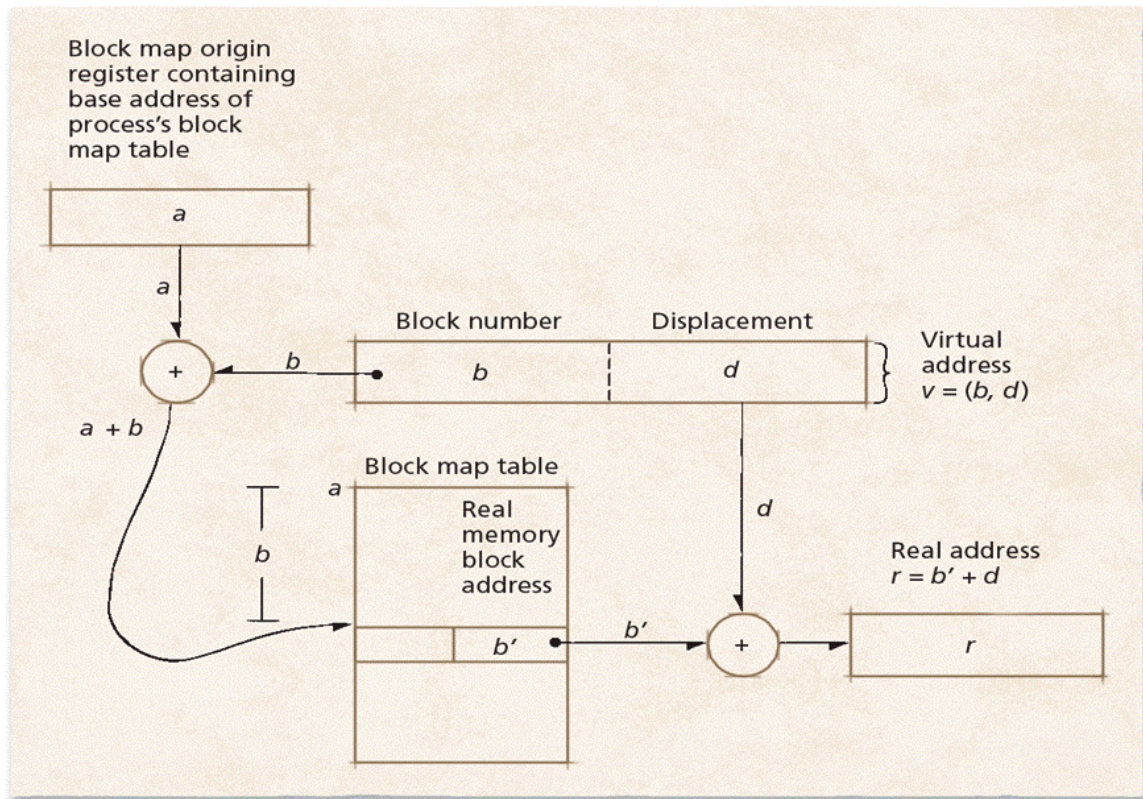 Block map origin
register containing
base address of
process's block
map table
a
a
+
a + b
b
Block number
Displacement
b
d
Virtual
address
v = (b, d)
Block map table
a
b
Real
memory
block
address
b′
b′
d
+
Real address
r = b′ + d
r